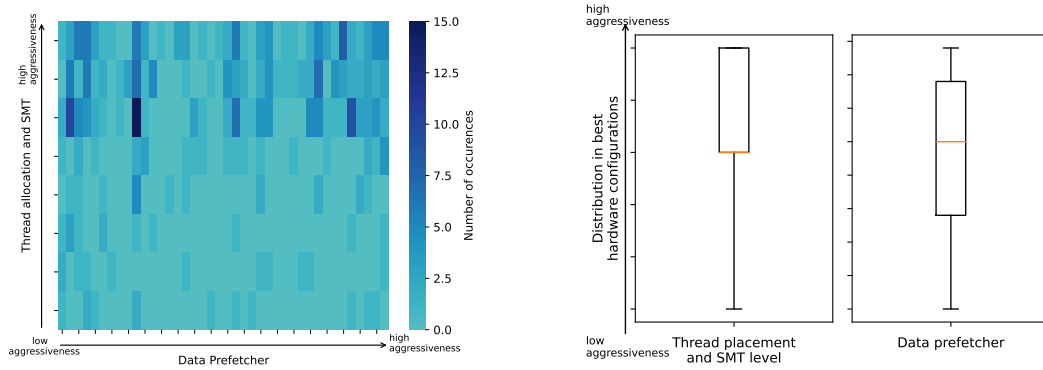 high
aggressiveness
Thread allocation and SMT
low
aggressiveness
Data Prefetcher
high
aggressiveness
15.0
12.5
10.0
7.5
5.0
2.5
0.0
Number of occurences
high
aggressiveness
Distribution in best
hardware configurations
low
aggressiveness
Thread placement
and SMT level
Data prefetcher